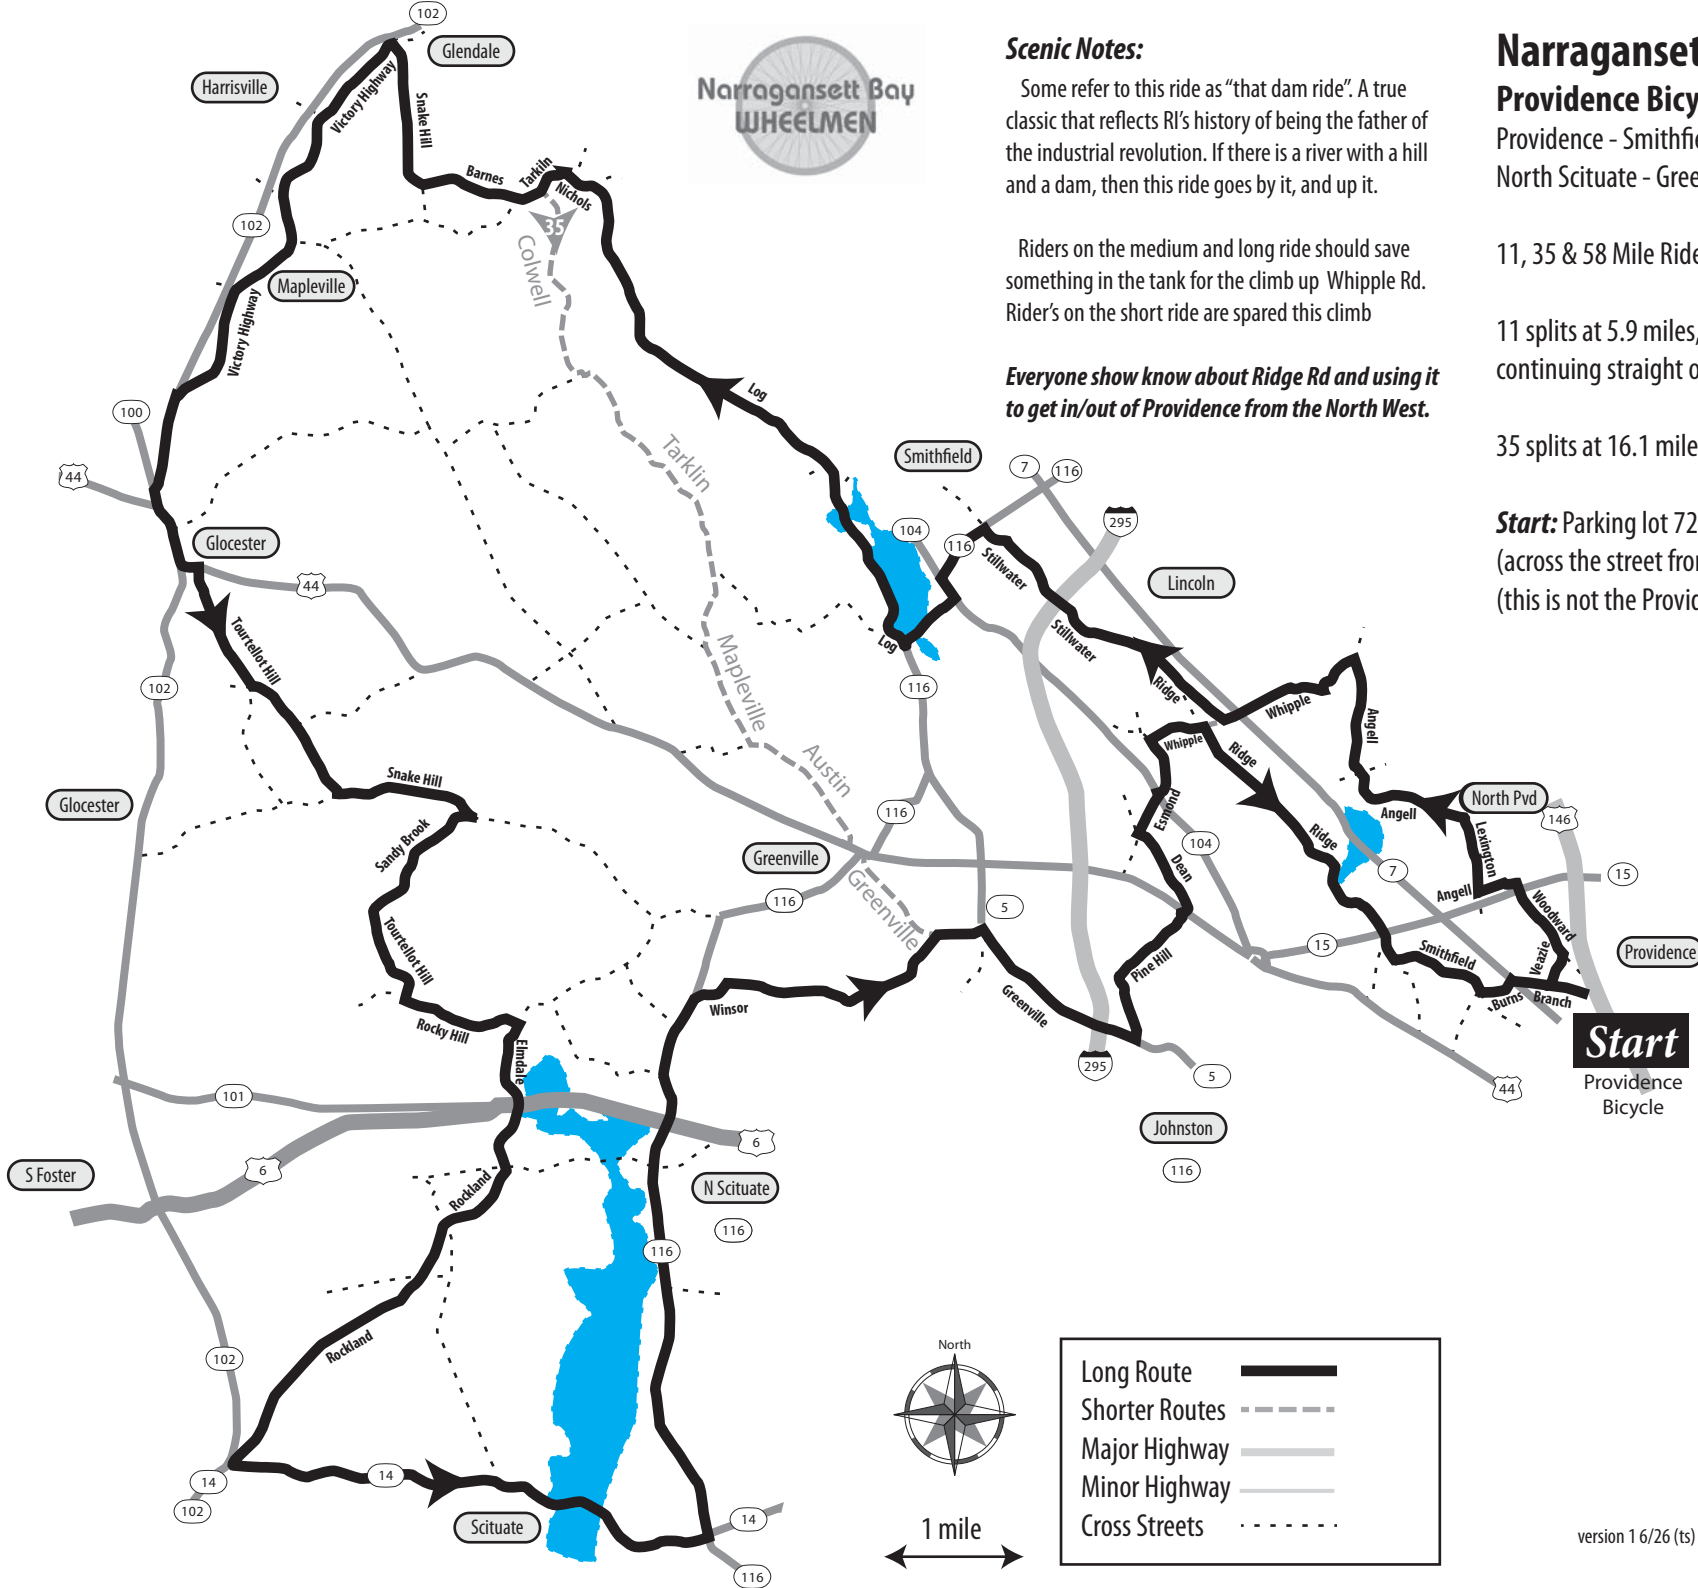 Narragansett Bay
WHEELMEN
Scenic Notes:
Some refer to this ride as “that dam ride”. A true
classic that reflects RI’s history of being the father of
the industrial revolution. If there is a river with a hill
and a dam, then this ride goes by it, and up it.
Riders on the medium and long ride should save
something in the tank for the climb up Whipple Rd.
Rider’s on the short ride are spared this climb
Everyone show know about Ridge Rd and using it
to get in/out of Providence from the North West.
Narraganset
Providence Bicy
Providence - Smithfie
North Scituate - Gree
11, 35 & 58 Mile Ride
11 splits at 5.9 miles,
continuing straight o
35 splits at 16.1 mile
Start: Parking lot 72
(across the street fron
(this is not the Provid
102
Glendale
Harrisville
Victory Highway
Snake Hill
Barnes
Tarkiln
Nichols
35
Colwell
102
Mapleville
Victory Highway
Log
100
44
Tarklin
Smithfield
7
116
104
116
295
Stillwater
Lincoln
Glocester
44
Stillwater
Tourtellot Hill
Log
Mapleville
116
102
Ridge
Whipple
Angell
Whipple
Ridge
Austin
Snake Hill
Glocester
Sandy Brook
116
Esmond
Angell
North Pvd
146
Greenville
Dean
104
Ridge
Lexington
7
15
Angell
Greenville
116
5
Woodward
Tourtellot Hill
15
Smithfield
Veazie
Providence
Pine Hill
Winsor
Greenville
Burns
Branch
Rocky Hill
Elmdale
Start
Providence
Bicycle
295
5
44
101
6
Johnston
116
S Foster
6
Rockland
N Scituate
116
116
Rockland
102
North
Long Route
Shorter Routes
Major Highway
Minor Highway
Cross Streets
14
102
14
Scituate
14
116
1 mile
version 1 6/26 (ts)